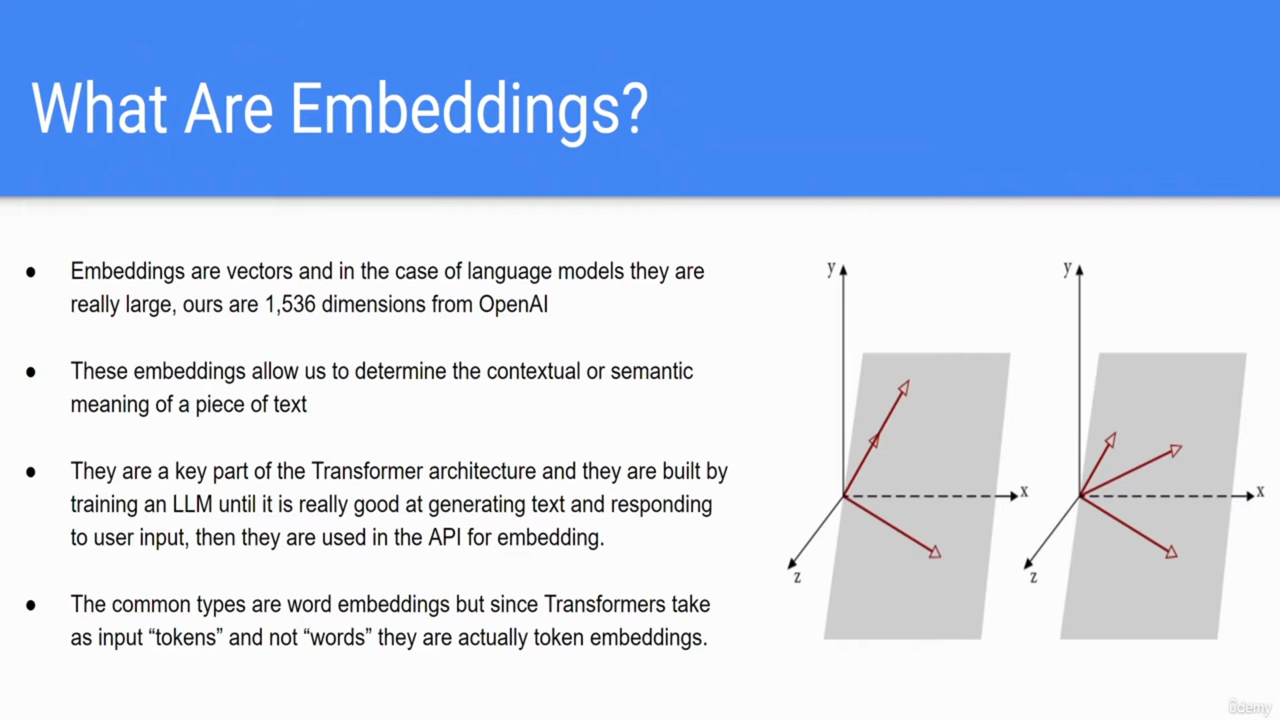 What Are Embeddings?
● Embeddings are vectors and in the case of language models they are
really large, ours are 1,536 dimensions from OpenAI
● These embeddings allow us to determine the contextual or semantic
meaning of a piece of text
● They are a key part of the Transformer architecture and they are built by
training an LLM until it is really good at generating text and responding
to user input, then they are used in the API for embedding.
● The common types are word embeddings but since Transformers take
as input “tokens” and not “words” they are actually token embeddings.
y
x
z
y
x
z
ûdemy